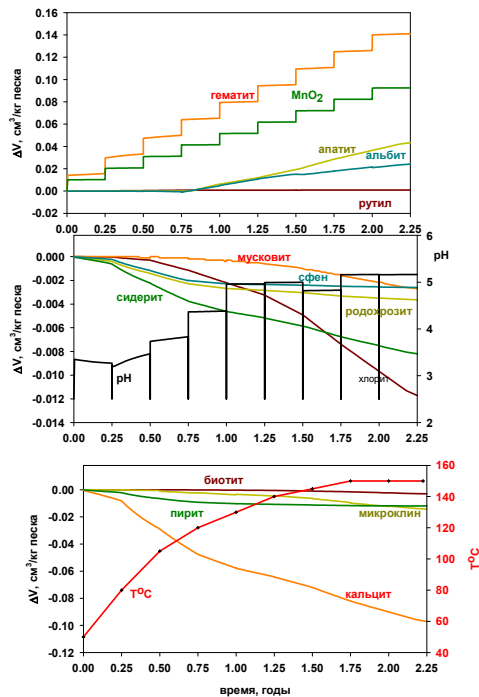 0.16
0.14
0.12
0.10
0.08
0.06
0.04
0.02
0.00
-0.02
ΔV, см³/кг песка
гематит
MnO₂
апатит
альбит
рутил
0.00 0.25 0.50 0.75 1.00 1.25 1.50 1.75 2.00 2.25
0.000
-0.002
-0.004
-0.006
-0.008
-0.010
-0.012
-0.014
ΔV, см³/кг песка
6
5
4
3
2
pH
мусковит
сфен
сидерит
родохрозит
pH
хлорит
0.00 0.25 0.50 0.75 1.00 1.25 1.50 1.75 2.00 2.25
0.00
-0.02
-0.04
-0.06
-0.08
-0.10
-0.12
ΔV, см³/кг песка
160
140
120
100
80
60
40
T°C
биотит
пирит
микроклин
T°C
кальцит
0.00 0.25 0.50 0.75 1.00 1.25 1.50 1.75 2.00 2.25
время, годы